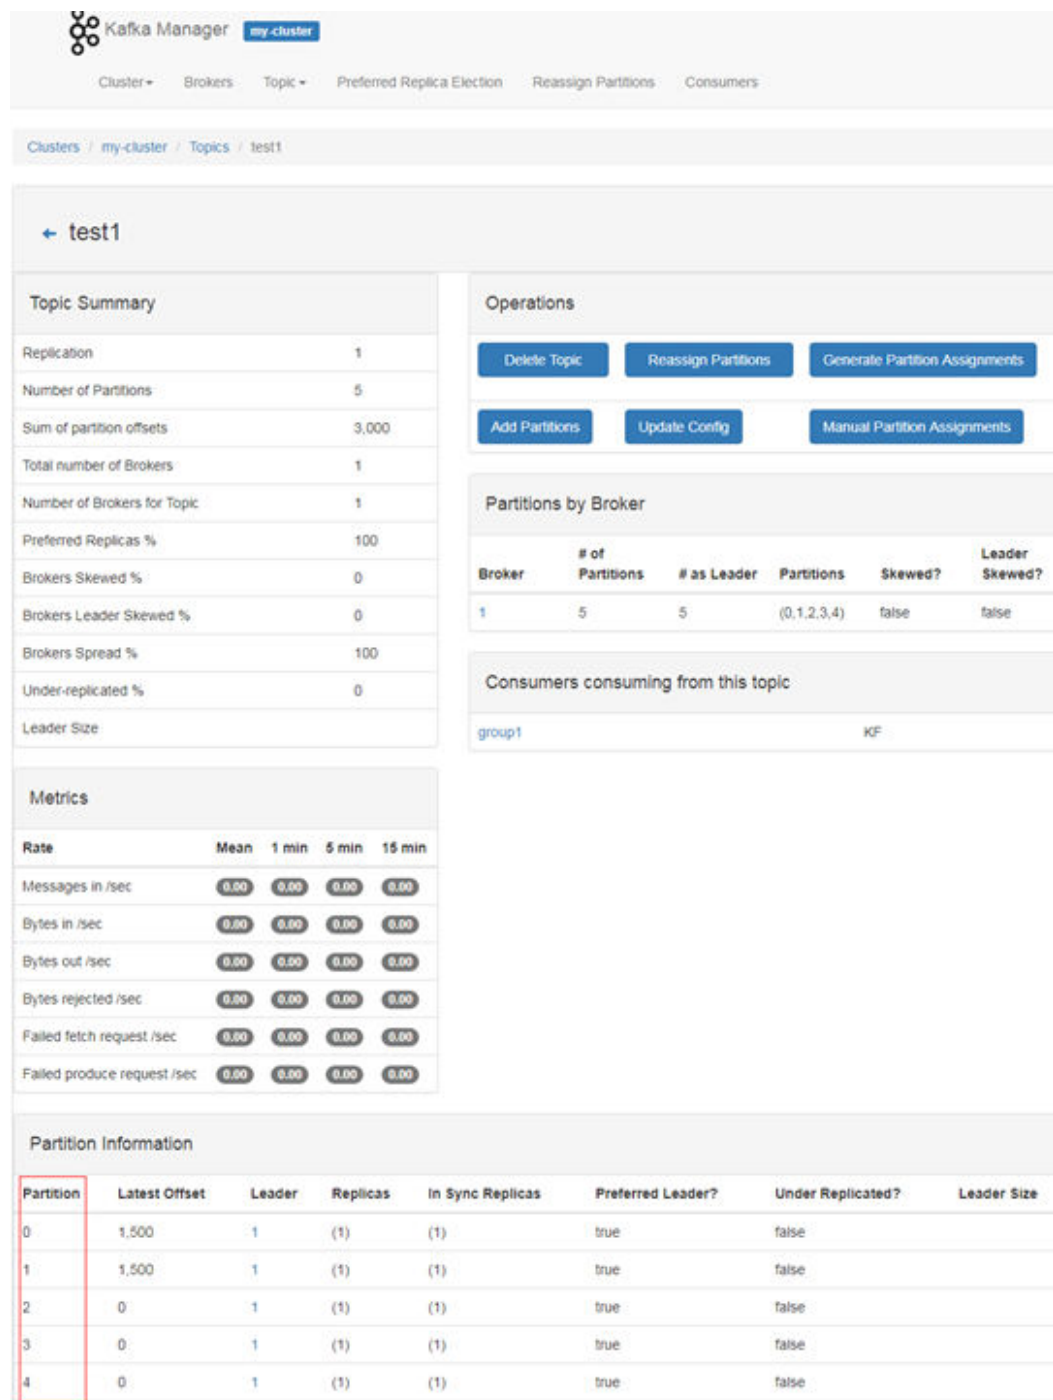 Kafka Manager my-cluster
Cluster Brokers Topic Preferred Replica Election Reassign Partitions Consumers
Clusters / my-cluster / Topics / test1
← test1
Topic Summary
Replication 1
Number of Partitions 5
Sum of partition offsets 3,000
Total number of Brokers 1
Number of Brokers for Topic 1
Preferred Replicas % 100
Brokers Skewed % 0
Brokers Leader Skewed % 0
Brokers Spread % 100
Under-replicated % 0
Leader Size
Operations
Delete Topic Reassign Partitions Generate Partition Assignments
Add Partitions Update Config Manual Partition Assignments
Partitions by Broker
Broker # of Partitions # as Leader Partitions Skewed? Leader Skewed?
1 5 5 (0,1,2,3,4) false false
Consumers consuming from this topic
group1 KF
Metrics
Rate Mean 1 min 5 min 15 min
Messages in /sec 0.00 0.00 0.00 0.00
Bytes in /sec 0.00 0.00 0.00 0.00
Bytes out /sec 0.00 0.00 0.00 0.00
Bytes rejected /sec 0.00 0.00 0.00 0.00
Failed fetch request /sec 0.00 0.00 0.00 0.00
Failed produce request /sec 0.00 0.00 0.00 0.00
Partition Information
Partition Latest Offset Leader Replicas In Sync Replicas Preferred Leader? Under Replicated? Leader Size
0 1,500 1 (1) (1) true false
1 1,500 1 (1) (1) true false
2 0 1 (1) (1) true false
3 0 1 (1) (1) true false
4 0 1 (1) (1) true false